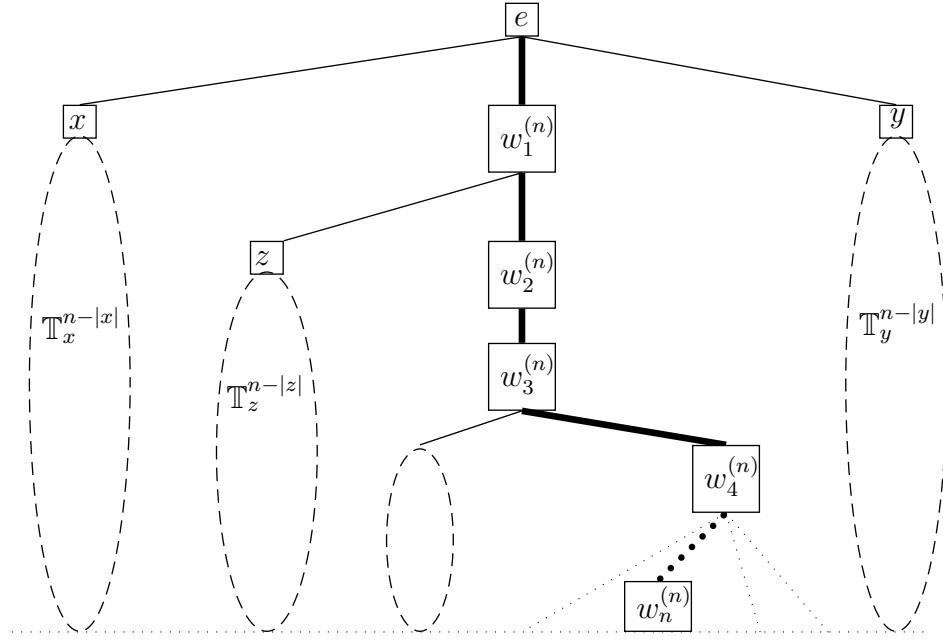 e
x
w_1^{(n)}
y
z
w_2^{(n)}
𝕋_x^{n-|x|}
𝕋_y^{n-|y|}
w_3^{(n)}
𝕋_z^{n-|z|}
w_4^{(n)}
w_n^{(n)}